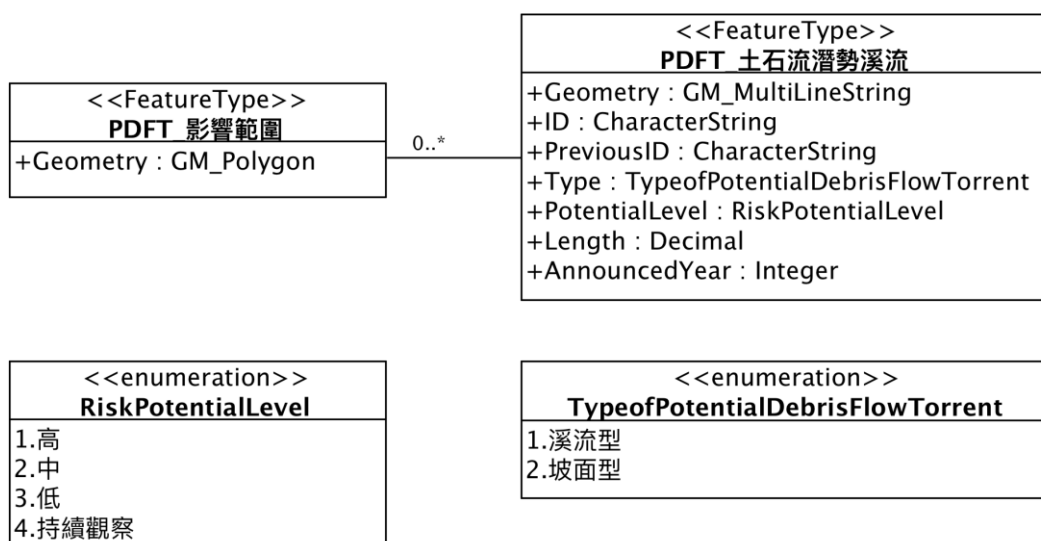 <<FeatureType>>
PDFT_影響範圍
+Geometry : GM_Polygon
0..*
<<FeatureType>>
PDFT_土石流潛勢溪流
+Geometry : GM_MultiLineString
+ID : CharacterString
+PreviousID : CharacterString
+Type : TypeofPotentialDebrisFlowTorrent
+PotentialLevel : RiskPotentialLevel
+Length : Decimal
+AnnouncedYear : Integer
<<enumeration>>
RiskPotentialLevel
1.高
2.中
3.低
4.持續觀察
<<enumeration>>
TypeofPotentialDebrisFlowTorrent
1.溪流型
2.坡面型